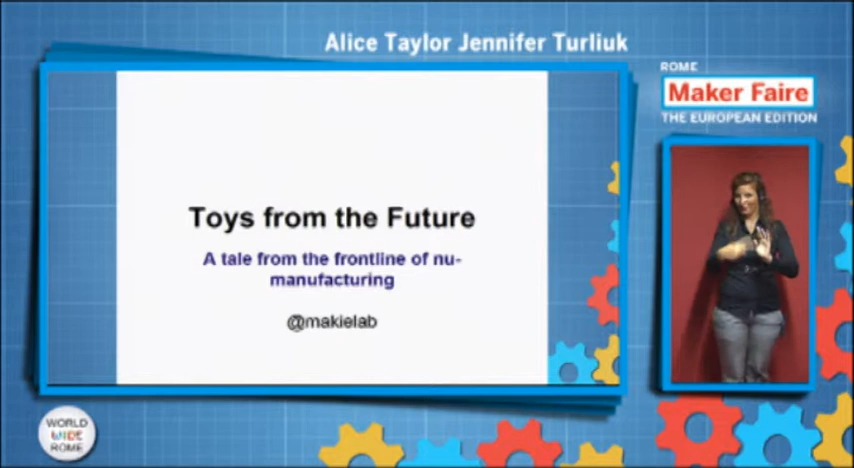 Alice Taylor Jennifer Turliuk
ROME
Maker Faire
THE EUROPEAN EDITION
Toys from the Future
A tale from the frontline of nu-
manufacturing
@makielab
WORLD
WIDE
ROME